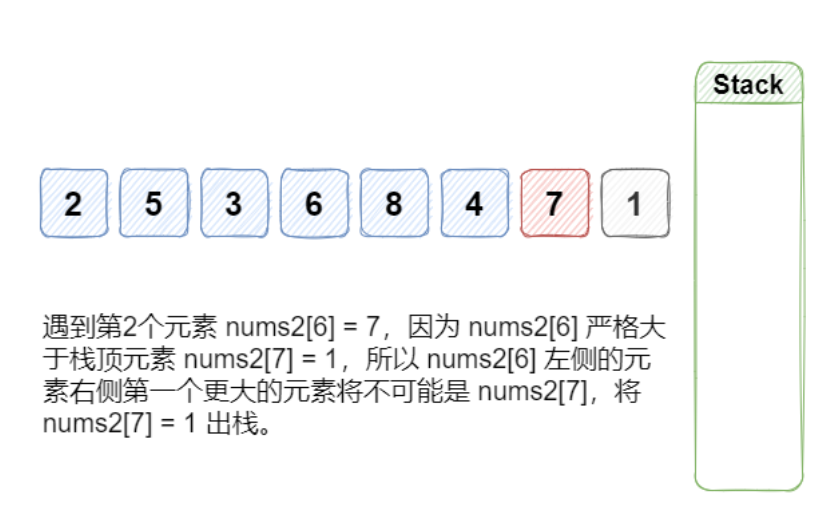 Stack
2 5 3 6 8 4 7 1
遇到第2个元素 nums2[6] = 7，因为 nums2[6] 严格大
于栈顶元素 nums2[7] = 1，所以 nums2[6] 左侧的元
素右侧第一个更大的元素将不可能是 nums2[7]，将
nums2[7] = 1 出栈。